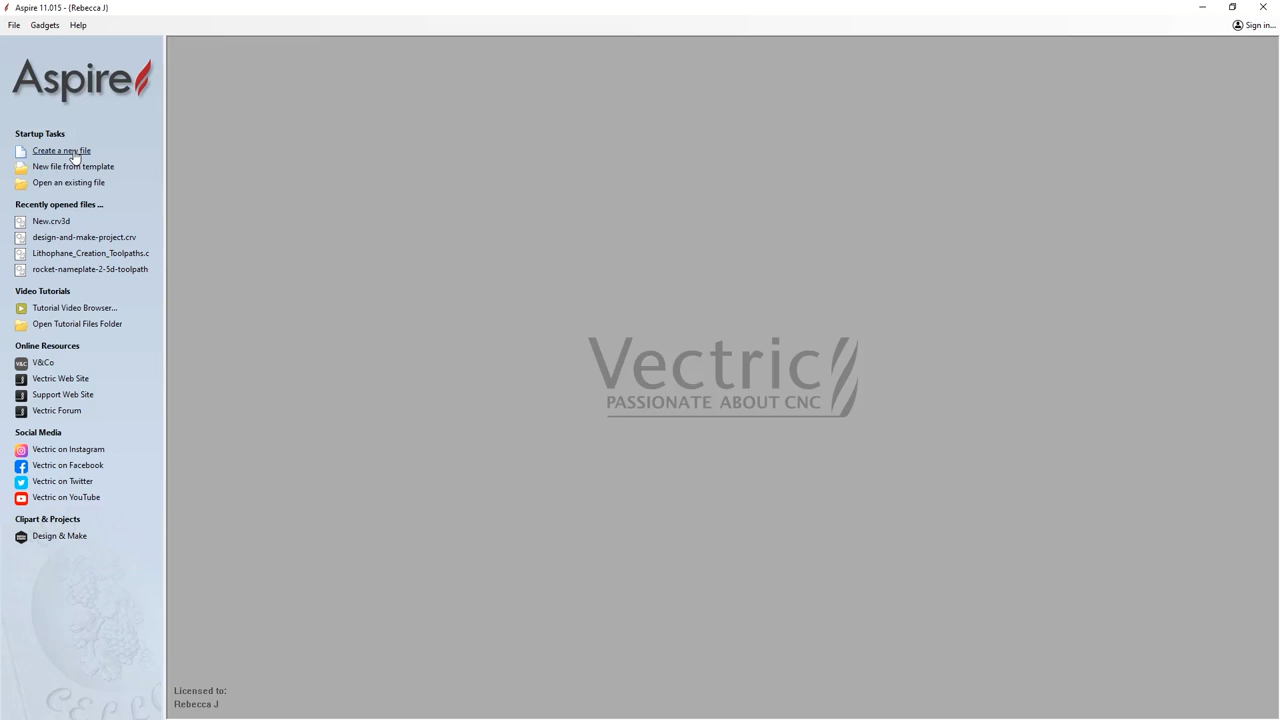 Aspire 11.015 - {Rebecca J}
File Gadgets Help
Sign in...
Aspire
Startup Tasks
Create a new file
New file from template
Open an existing file
Recently opened files ...
New.crv3d
design-and-make-project.crv
Lithophane_Creation_Toolpaths.c
rocket-nameplate-2-5d-toolpath
Video Tutorials
Tutorial Video Browser...
Open Tutorial Files Folder
Online Resources
V&C V&Co
Vectric Web Site
Support Web Site
Vectric Forum
Social Media
Vectric on Instagram
Vectric on Facebook
Vectric on Twitter
Vectric on YouTube
Clipart & Projects
Design & Make
Vectric
PASSIONATE ABOUT CNC
Licensed to:
Rebecca J